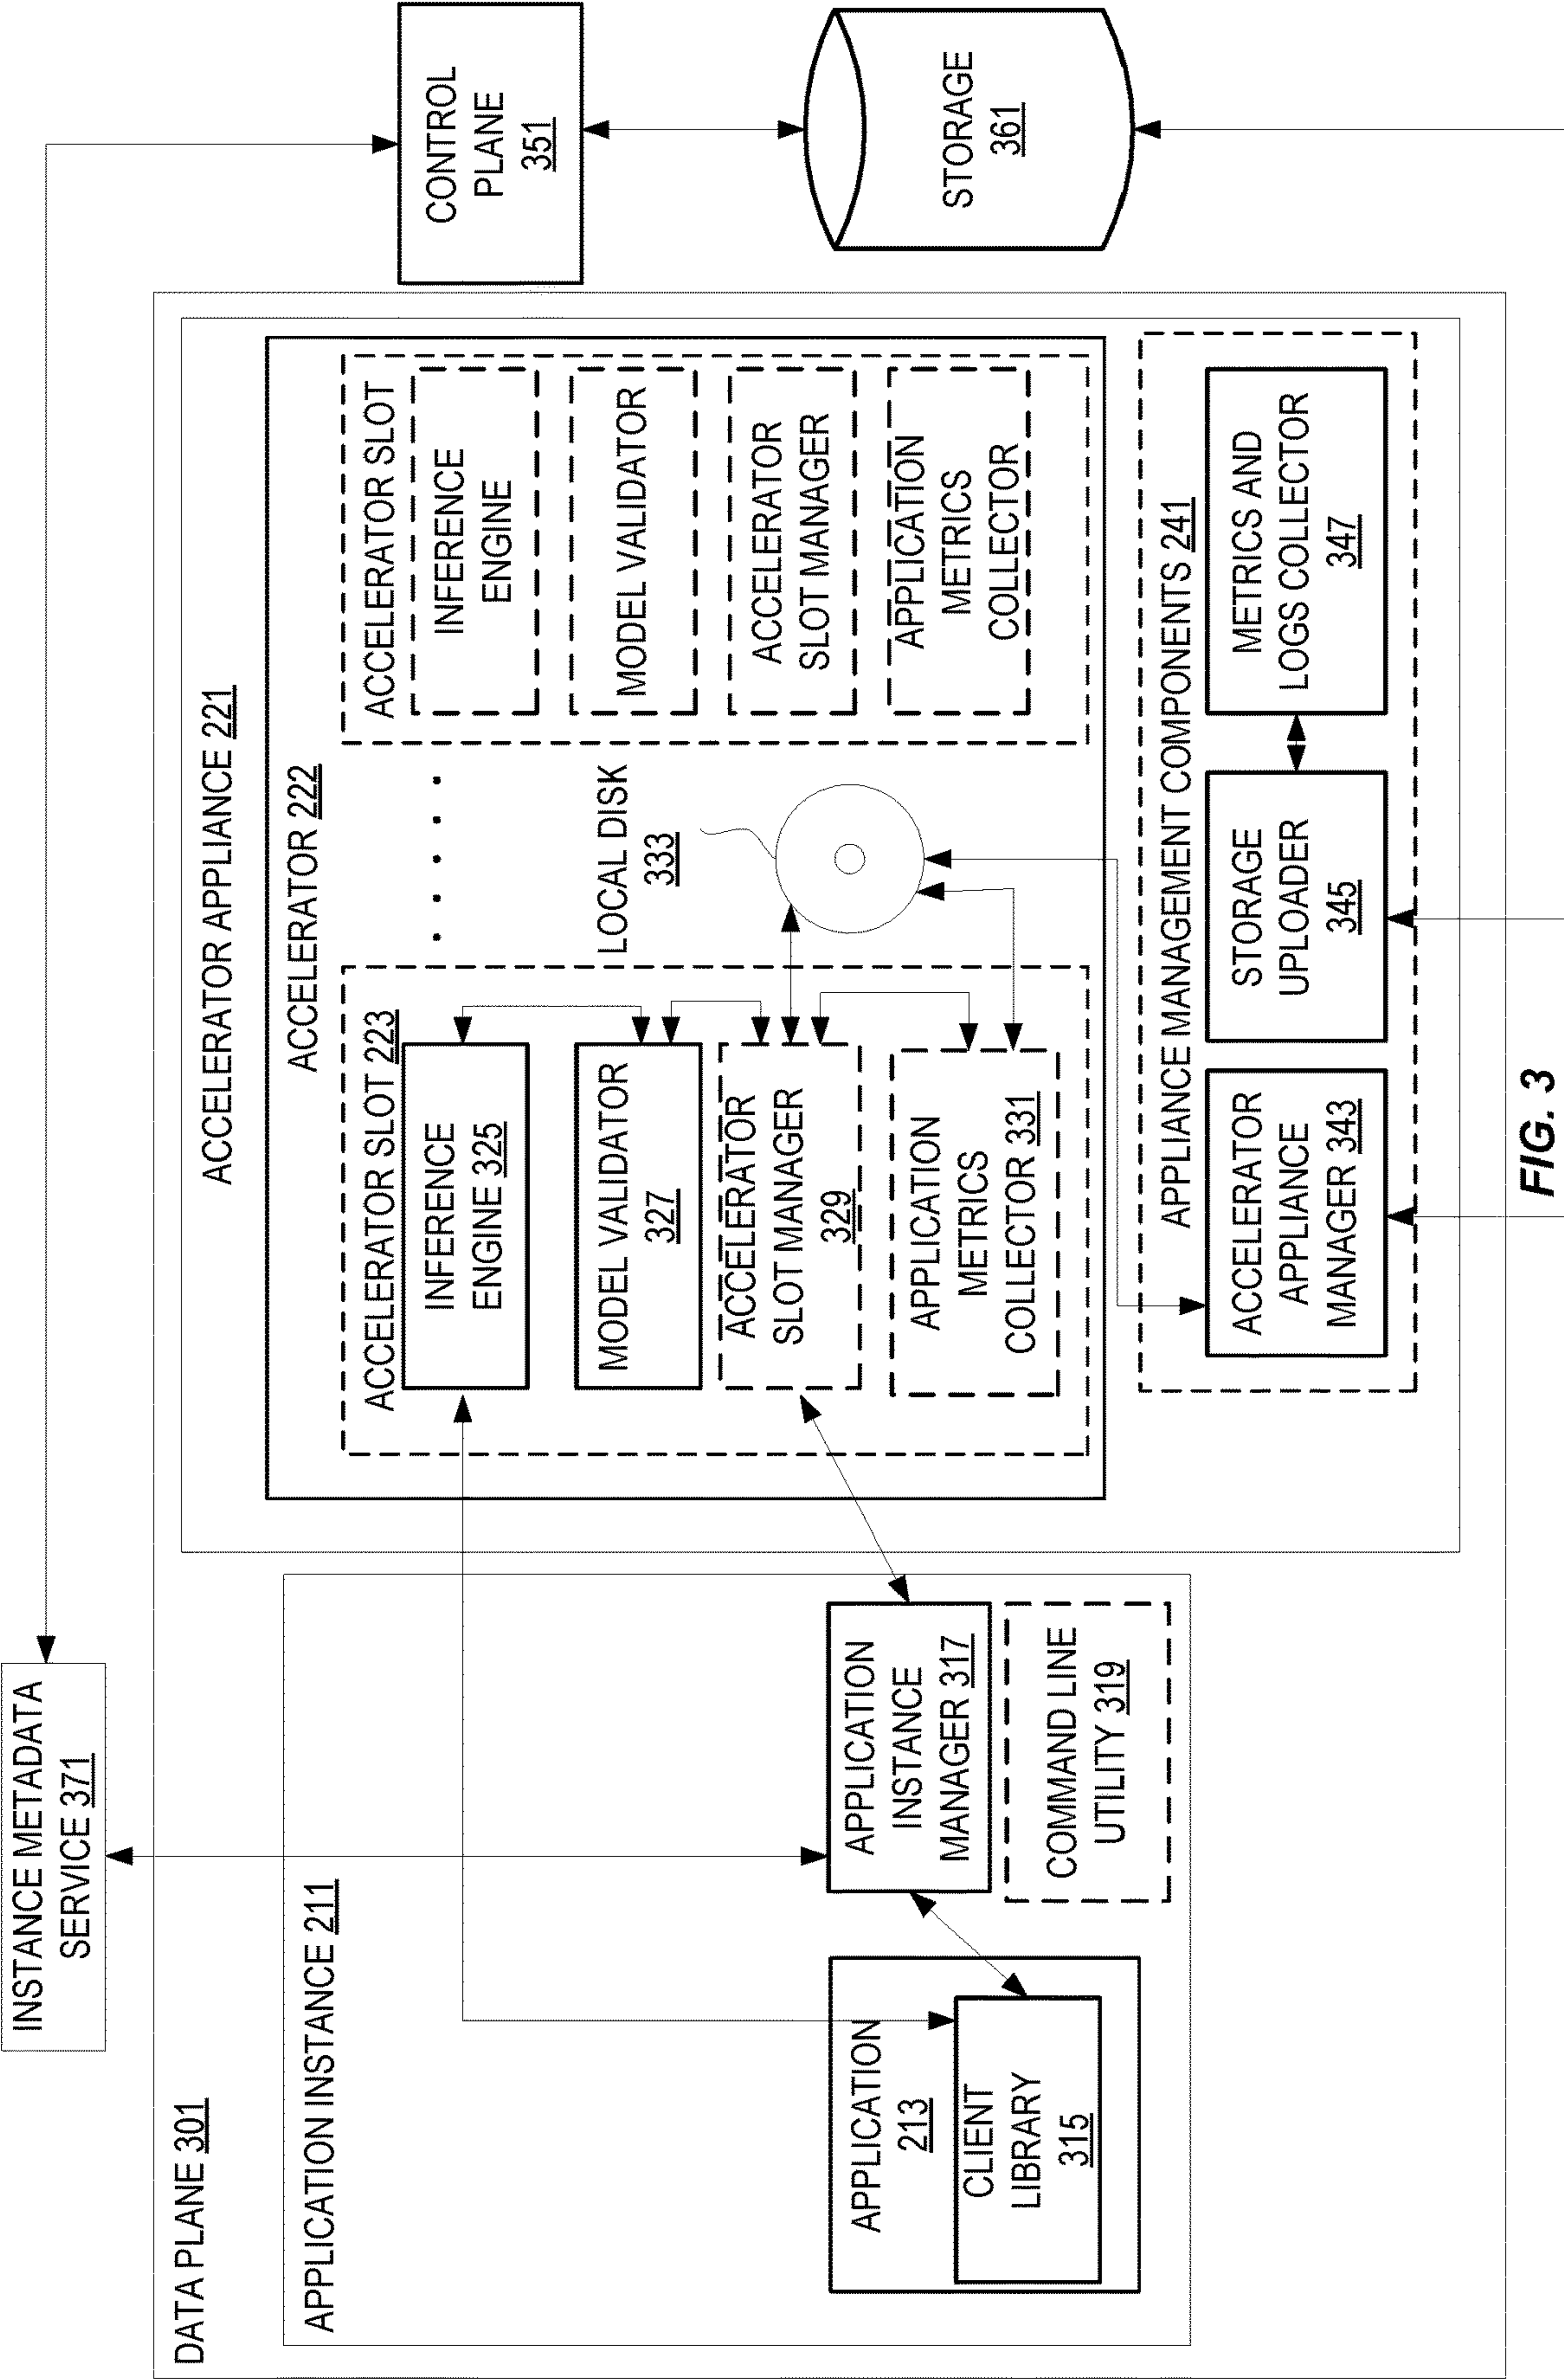 INSTANCE METADATA
SERVICE 371
DATA PLANE 301
APPLICATION INSTANCE 211
APPLICATION
213
CLIENT
LIBRARY
315
APPLICATION
INSTANCE
MANAGER 317
COMMAND LINE
UTILITY 319
ACCELERATOR APPLIANCE 221
ACCELERATOR 222
ACCELERATOR SLOT 223
INFERENCE
ENGINE 325
MODEL VALIDATOR
327
ACCELERATOR
SLOT MANAGER
329
APPLICATION
METRICS
COLLECTOR 331
LOCAL DISK
333
ACCELERATOR SLOT
INFERENCE
ENGINE
MODEL VALIDATOR
ACCELERATOR
SLOT MANAGER
APPLICATION
METRICS
COLLECTOR
APPLIANCE MANAGEMENT COMPONENTS 241
ACCELERATOR
APPLIANCE
MANAGER 343
STORAGE
UPLOADER
345
METRICS AND
LOGS COLLECTOR
347
CONTROL
PLANE
351
STORAGE
361
FIG. 3